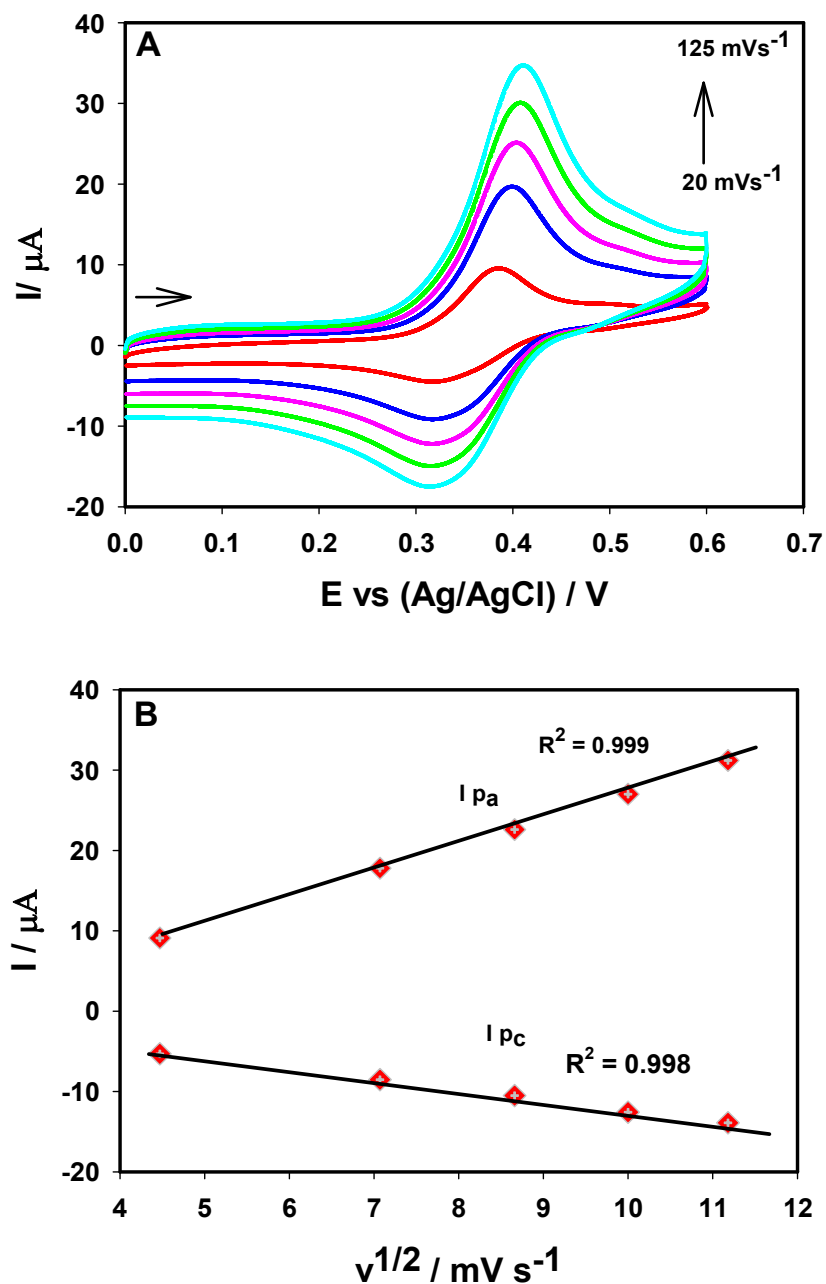 A
125 mVs⁻¹
20 mVs⁻¹
I/ μA
40
30
20
10
0
-10
-20
0.0 0.1 0.2 0.3 0.4 0.5 0.6 0.7
E vs (Ag/AgCl) / V
B
R² = 0.999
I pₐ
I p_c
R² = 0.998
I / μA
40
30
20
10
0
-10
-20
4 5 6 7 8 9 10 11 12
ν¹ᐟ² / mV s⁻¹